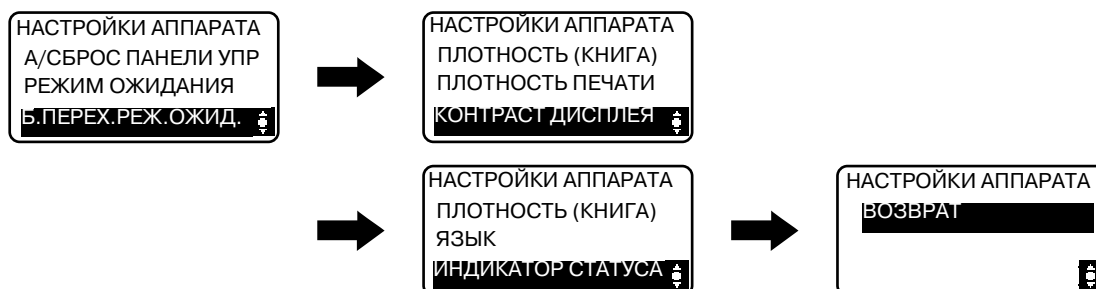 НАСТРОЙКИ АППАРАТА
А/СБРОС ПАНЕЛИ УПР
РЕЖИМ ОЖИДАНИЯ
Б.ПЕРЕХ.РЕЖ.ОЖИД.
НАСТРОЙКИ АППАРАТА
ПЛОТНОСТЬ (КНИГА)
ПЛОТНОСТЬ ПЕЧАТИ
КОНТРАСТ ДИСПЛЕЯ
НАСТРОЙКИ АППАРАТА
ПЛОТНОСТЬ (КНИГА)
ЯЗЫК
ИНДИКАТОР СТАТУСА
НАСТРОЙКИ АППАРАТА
ВОЗВРАТ